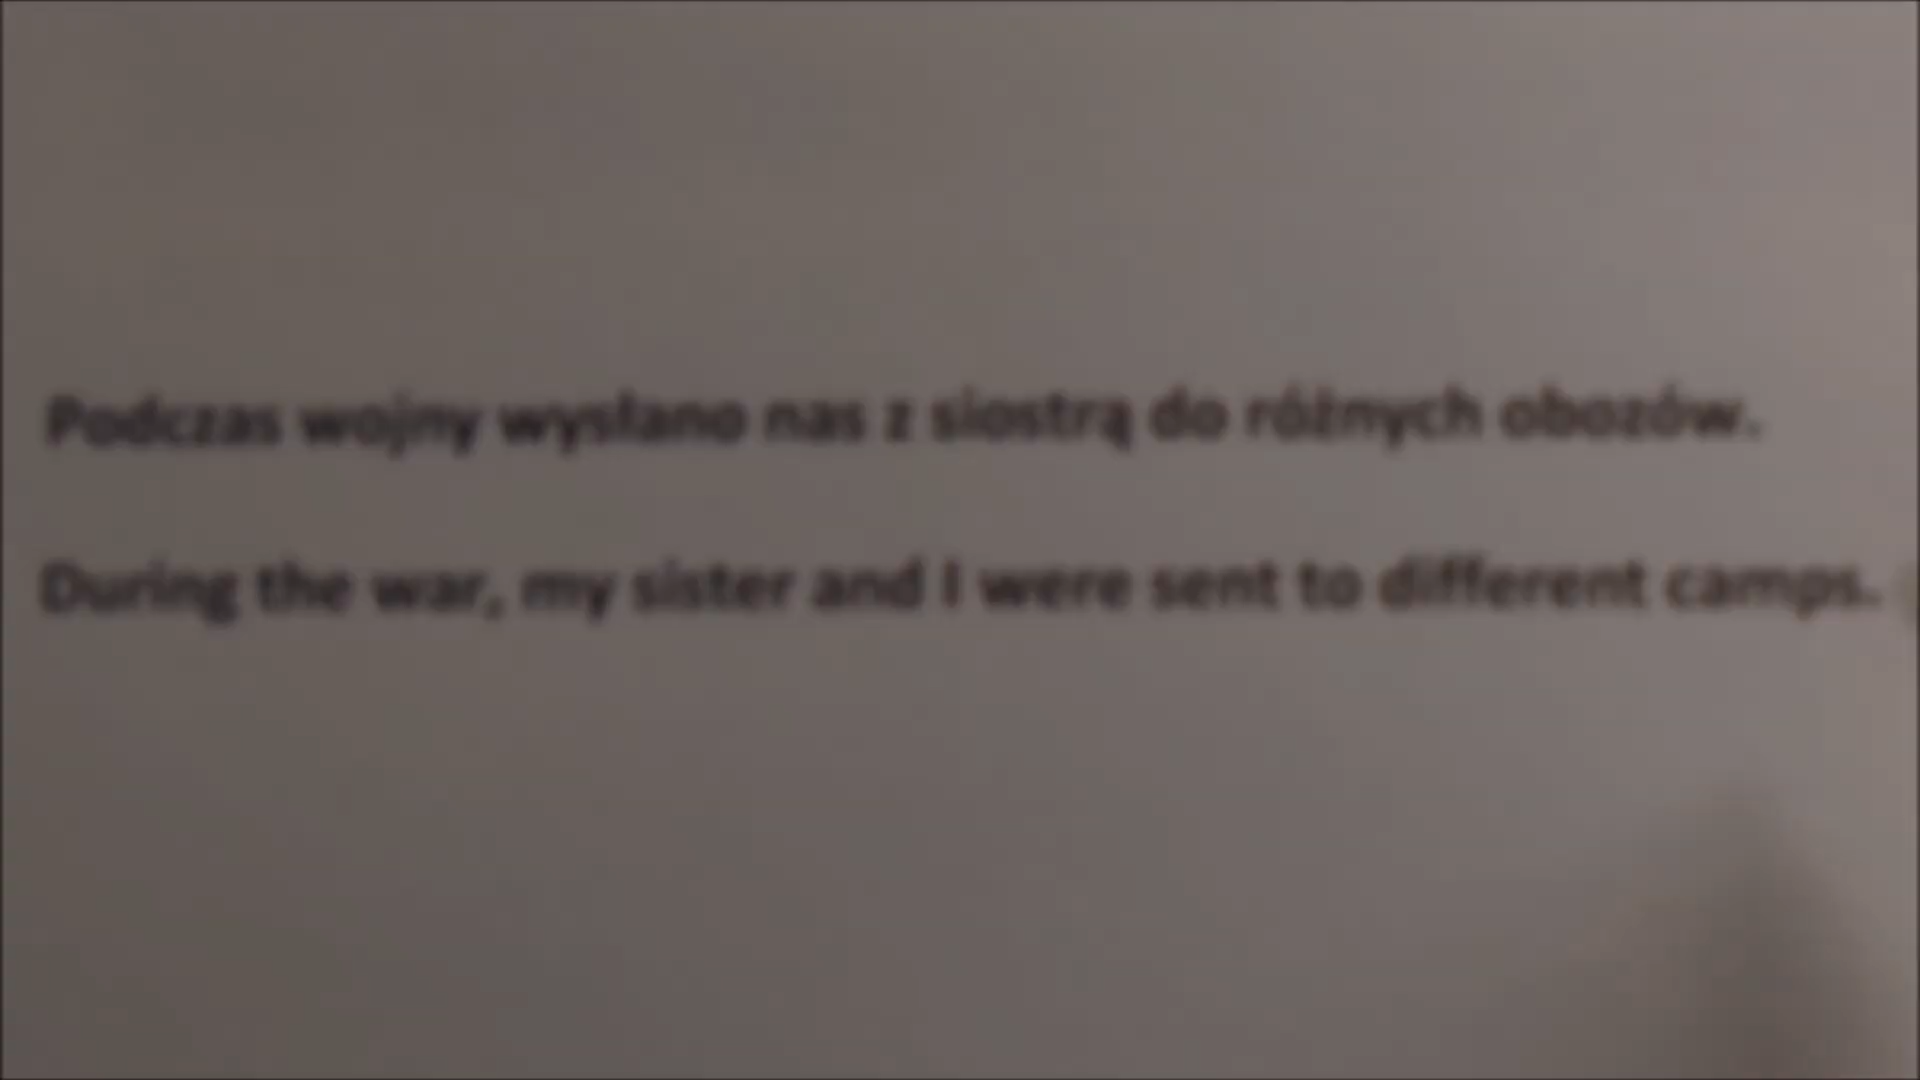 Podczas wojny wysłano nas z siostrą do różnych obozów.
During the war, my sister and I were sent to different camps.